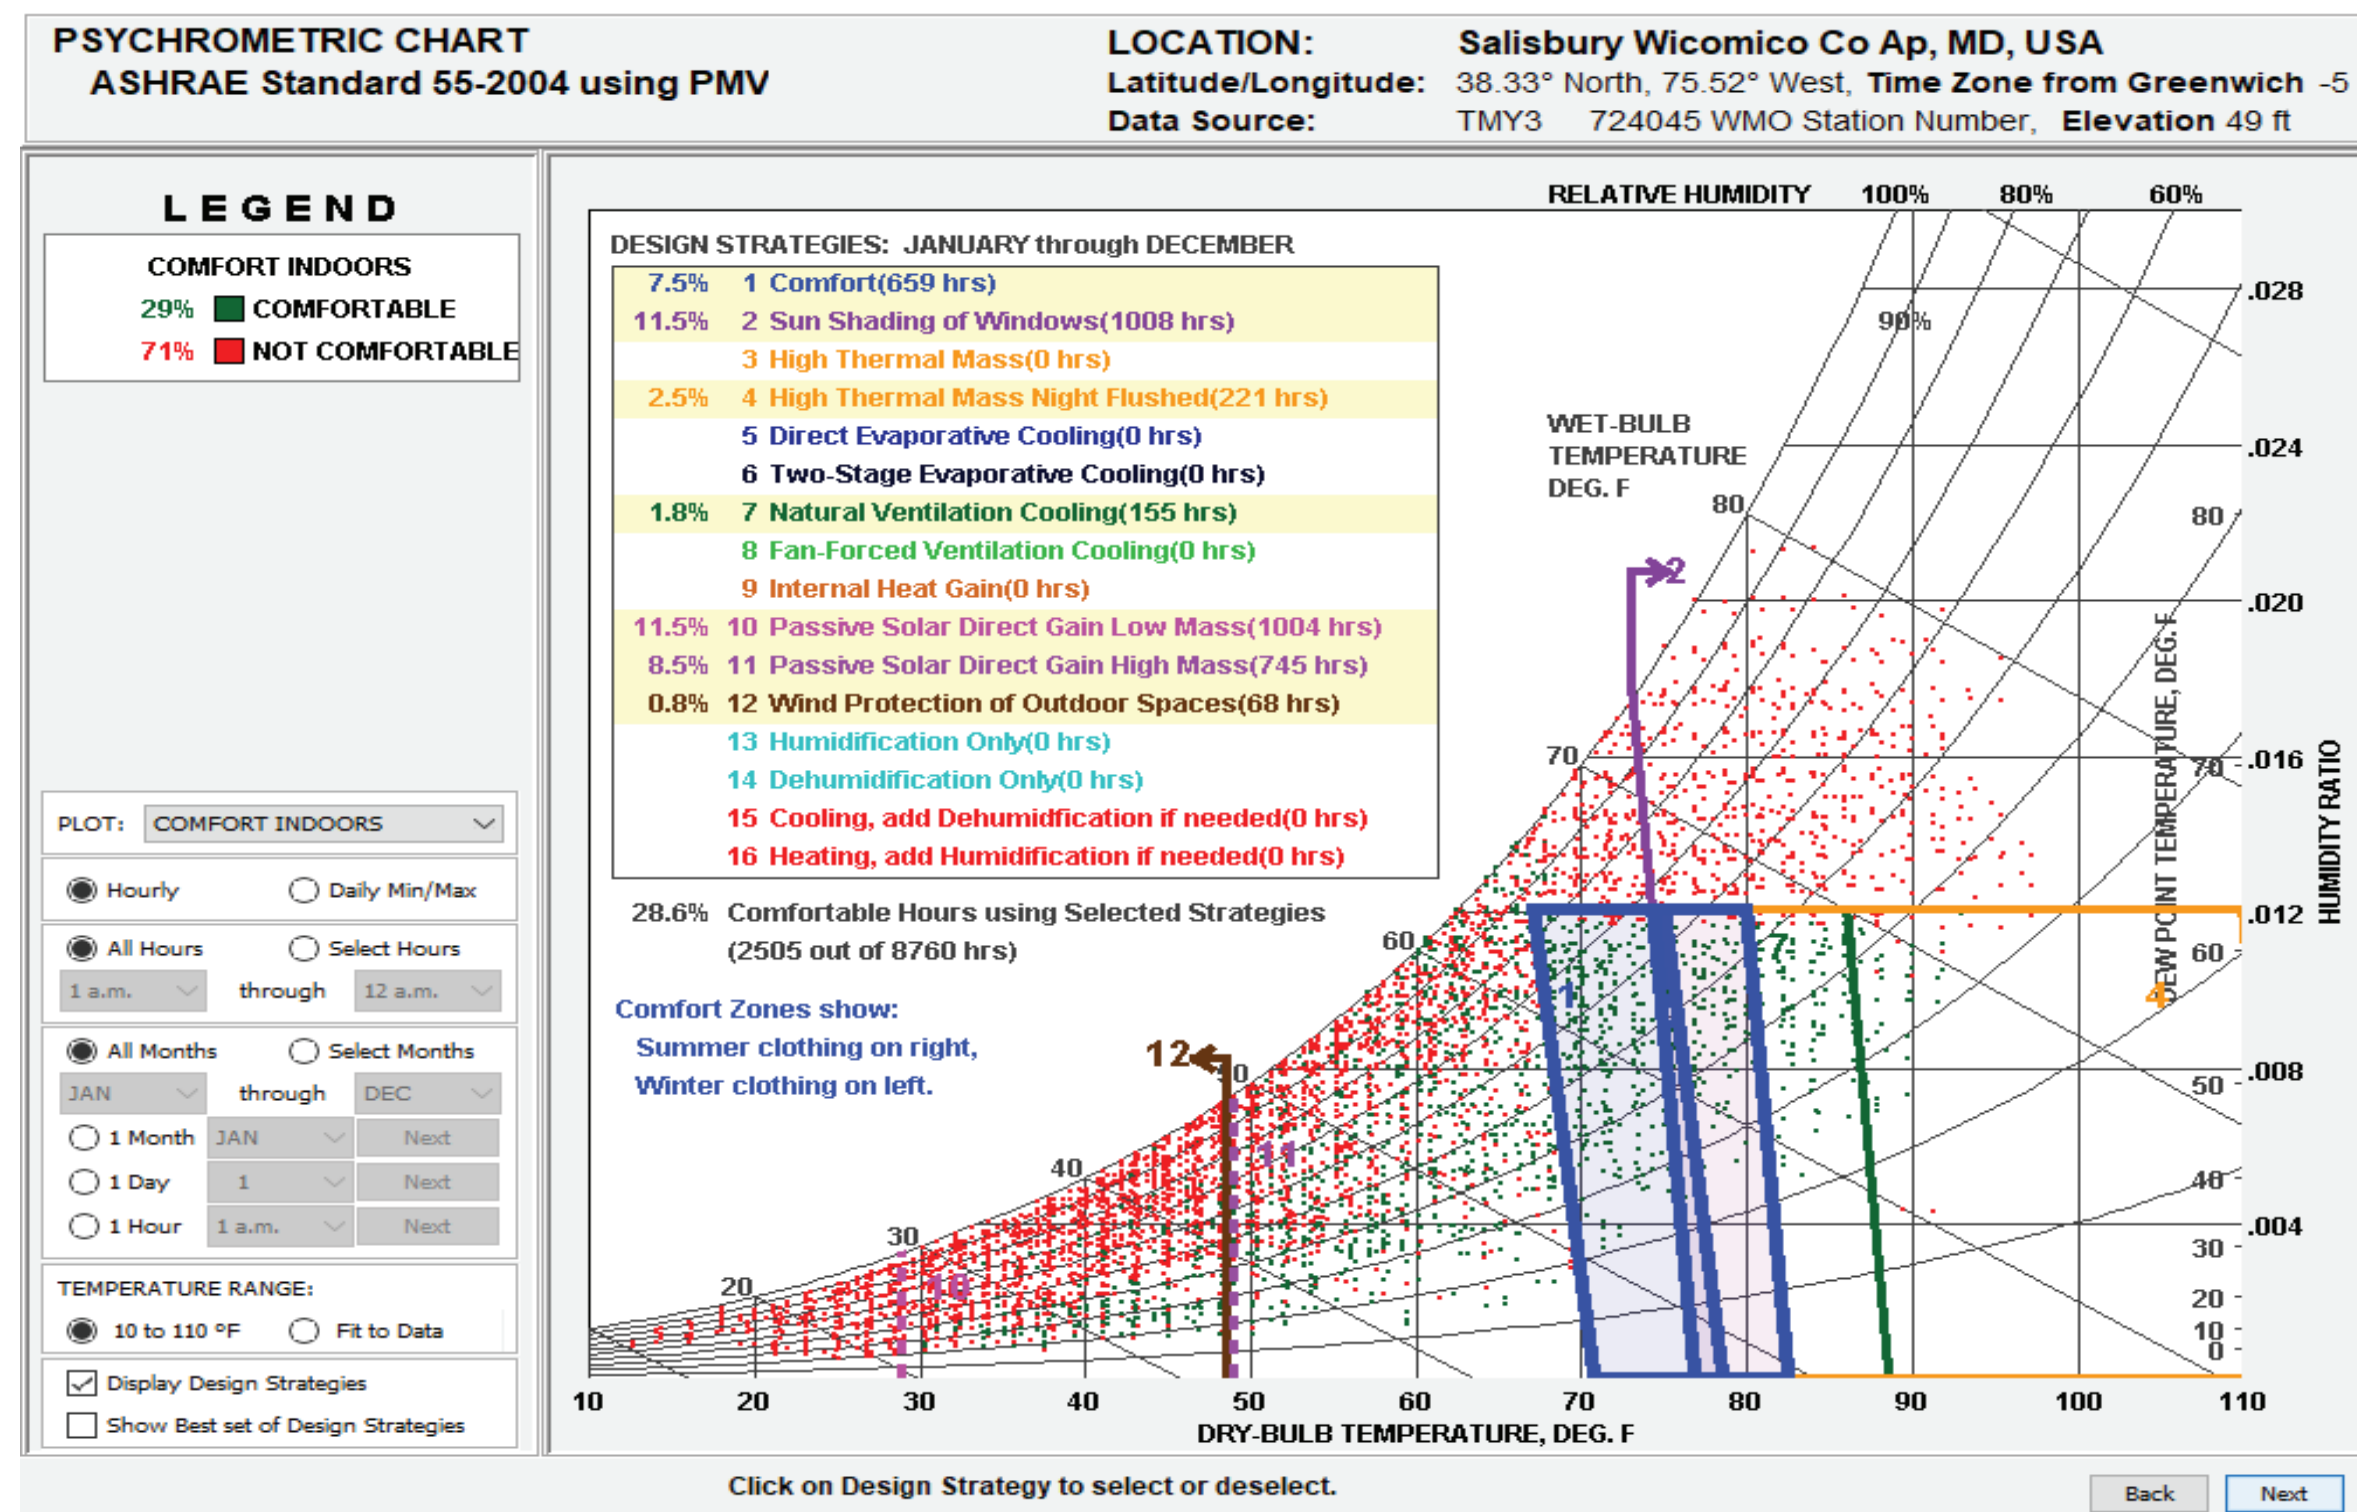 PSYCHROMETRIC CHART
ASHRAE Standard 55-2004 using PMV
LOCATION: Salisbury Wicomico Co Ap, MD, USA
Latitude/Longitude: 38.33° North, 75.52° West, Time Zone from Greenwich -5
Data Source: TMY3 724045 WMO Station Number, Elevation 49 ft
LEGEND
COMFORT INDOORS
29% COMFORTABLE
71% NOT COMFORTABLE
PLOT: COMFORT INDOORS
Hourly Daily Min/Max
All Hours Select Hours
1 a.m. through 12 a.m.
All Months Select Months
JAN through DEC
1 Month JAN Next
1 Day 1 Next
1 Hour 1 a.m. Next
TEMPERATURE RANGE:
10 to 110 °F Fit to Data
Display Design Strategies
Show Best set of Design Strategies
RELATIVE HUMIDITY 100% 80% 60%
90%
DESIGN STRATEGIES: JANUARY through DECEMBER
7.5% 1 Comfort(659 hrs)
11.5% 2 Sun Shading of Windows(1008 hrs)
3 High Thermal Mass(0 hrs)
2.5% 4 High Thermal Mass Night Flushed(221 hrs)
5 Direct Evaporative Cooling(0 hrs)
6 Two-Stage Evaporative Cooling(0 hrs)
1.8% 7 Natural Ventilation Cooling(155 hrs)
8 Fan-Forced Ventilation Cooling(0 hrs)
9 Internal Heat Gain(0 hrs)
11.5% 10 Passive Solar Direct Gain Low Mass(1004 hrs)
8.5% 11 Passive Solar Direct Gain High Mass(745 hrs)
0.8% 12 Wind Protection of Outdoor Spaces(68 hrs)
13 Humidification Only(0 hrs)
14 Dehumidification Only(0 hrs)
15 Cooling, add Dehumidfication if needed(0 hrs)
16 Heating, add Humidification if needed(0 hrs)
28.6% Comfortable Hours using Selected Strategies
(2505 out of 8760 hrs)
Comfort Zones show:
Summer clothing on right,
Winter clothing on left.
WET-BULB
TEMPERATURE
DEG. F
80
70
60
50
40
30
20
2
7
1
4
12
11
10
DEW POINT TEMPERATURE, DEG. F
80
70
60
50
40
30
20
10
0
.028
.024
.020
.016
.012
.008
.004
HUMIDITY RATIO
10 20 30 40 50 60 70 80 90 100 110
DRY-BULB TEMPERATURE, DEG. F
Click on Design Strategy to select or deselect.
Back Next